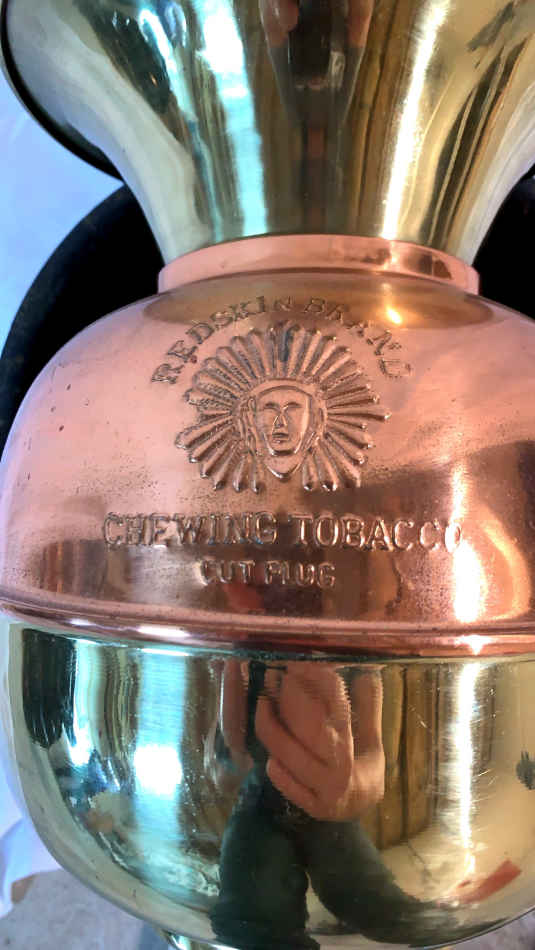 REDSKIN BRAND
CHEWING TOBACCO
CUT PLUG